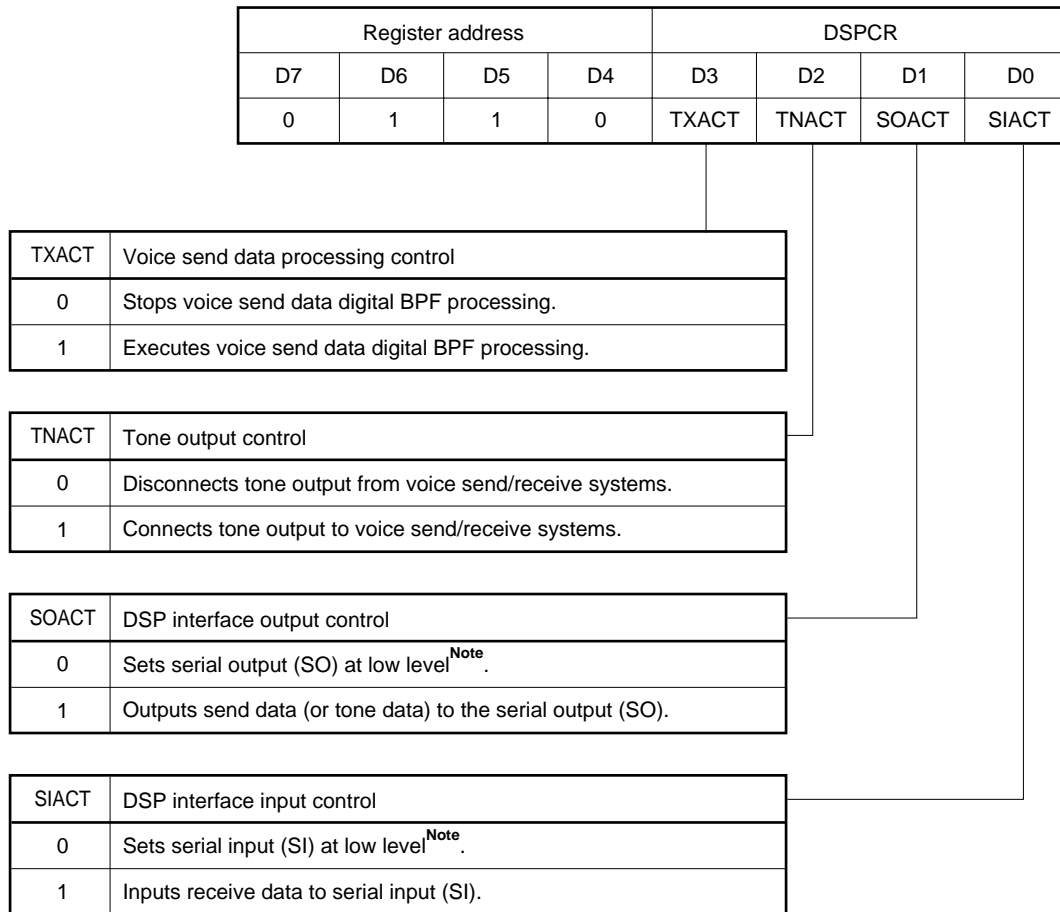 Register address DSPCR
D7 D6 D5 D4 D3 D2 D1 D0
0 1 1 0 TXACT TNACT SOACT SIACT
TXACT Voice send data processing control
0 Stops voice send data digital BPF processing.
1 Executes voice send data digital BPF processing.
TNACT Tone output control
0 Disconnects tone output from voice send/receive systems.
1 Connects tone output to voice send/receive systems.
SOACT DSP interface output control
0 Sets serial output (SO) at low levelNote.
1 Outputs send data (or tone data) to the serial output (SO).
SIACT DSP interface input control
0 Sets serial input (SI) at low levelNote.
1 Inputs receive data to serial input (SI).